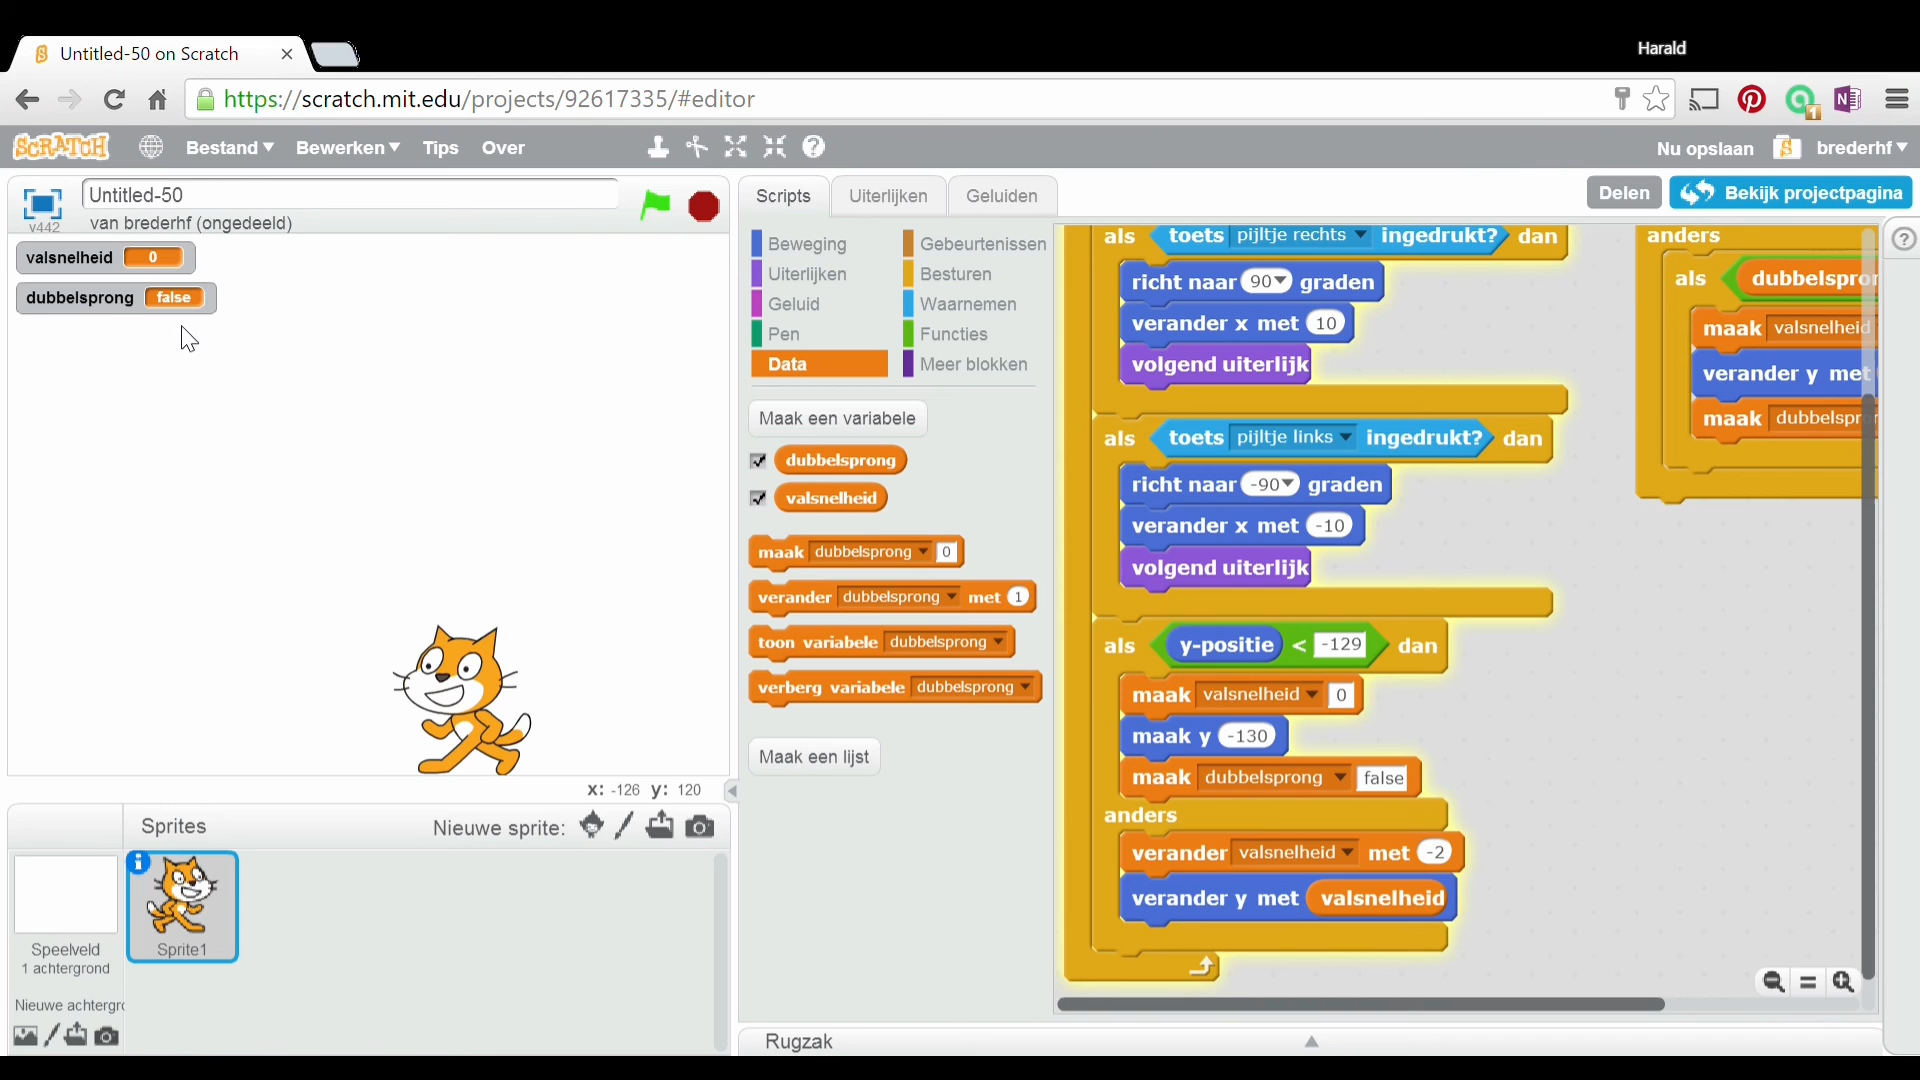 Harald
Untitled-50 on Scratch
https://scratch.mit.edu/projects/92617335/#editor
1
N
SCRATCH
Bestand
Bewerken
Tips
Over
Nu opslaan
brederhf
v442
Untitled-50
van brederhf (ongedeeld)
Scripts
Uiterlijken
Geluiden
Delen
Bekijk projectpagina
valsnelheid 0
dubbelsprong false
Beweging
Gebeurtenissen
Uiterlijken
Besturen
Geluid
Waarnemen
Pen
Functies
Data
Meer blokken
Maak een variabele
dubbelsprong
valsnelheid
maak dubbelsprong 0
verander dubbelsprong met 1
toon variabele dubbelsprong
verberg variabele dubbelsprong
Maak een lijst
als toets pijltje rechts ingedrukt? dan
richt naar 90 graden
verander x met 10
volgend uiterlijk
als toets pijltje links ingedrukt? dan
richt naar -90 graden
verander x met -10
volgend uiterlijk
als y-positie < -129 dan
maak valsnelheid 0
maak y -130
maak dubbelsprong false
anders
verander valsnelheid met -2
verander y met valsnelheid
anders
als dubbelspron
maak valsnelheid
verander y met
maak dubbelspron
x: -126 y: 120
Sprites
Nieuwe sprite:
Speelveld
1 achtergrond
Sprite1
Nieuwe achtergr
Rugzak